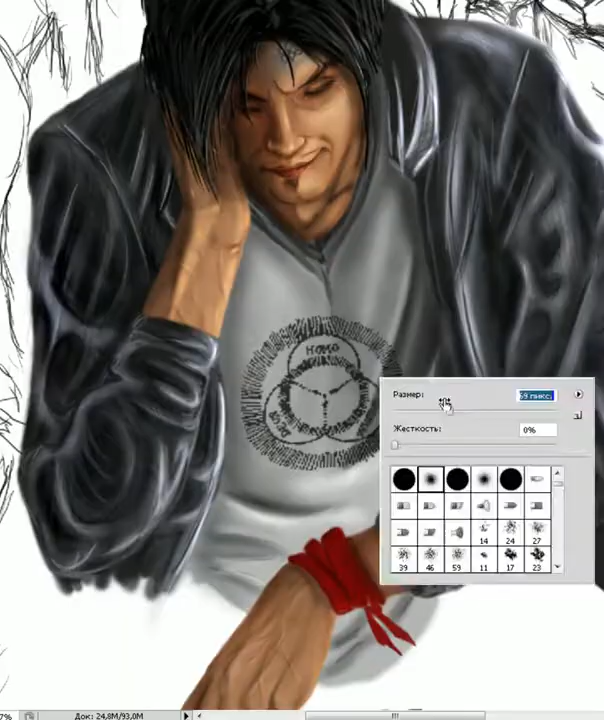 HOMO
Размер:
69 пикс.
Жесткость:
0%
14 24 27
39 46 59 11 17 23
7%
Док: 24,8M/93,0M